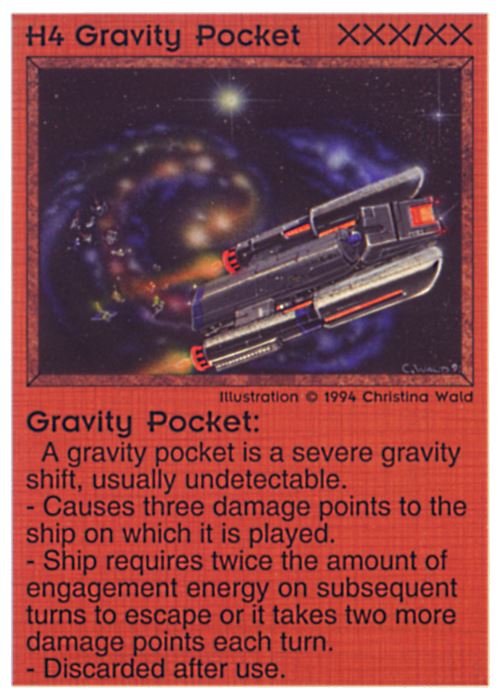 H4 Gravity Pocket XXX/XX
C. WALD 9
Illustration © 1994 Christina Wald
Gravity Pocket:
A gravity pocket is a severe gravity
shift, usually undetectable.
- Causes three damage points to the
ship on which it is played.
- Ship requires twice the amount of
engagement energy on subsequent
turns to escape or it takes two more
damage points each turn.
- Discarded after use.